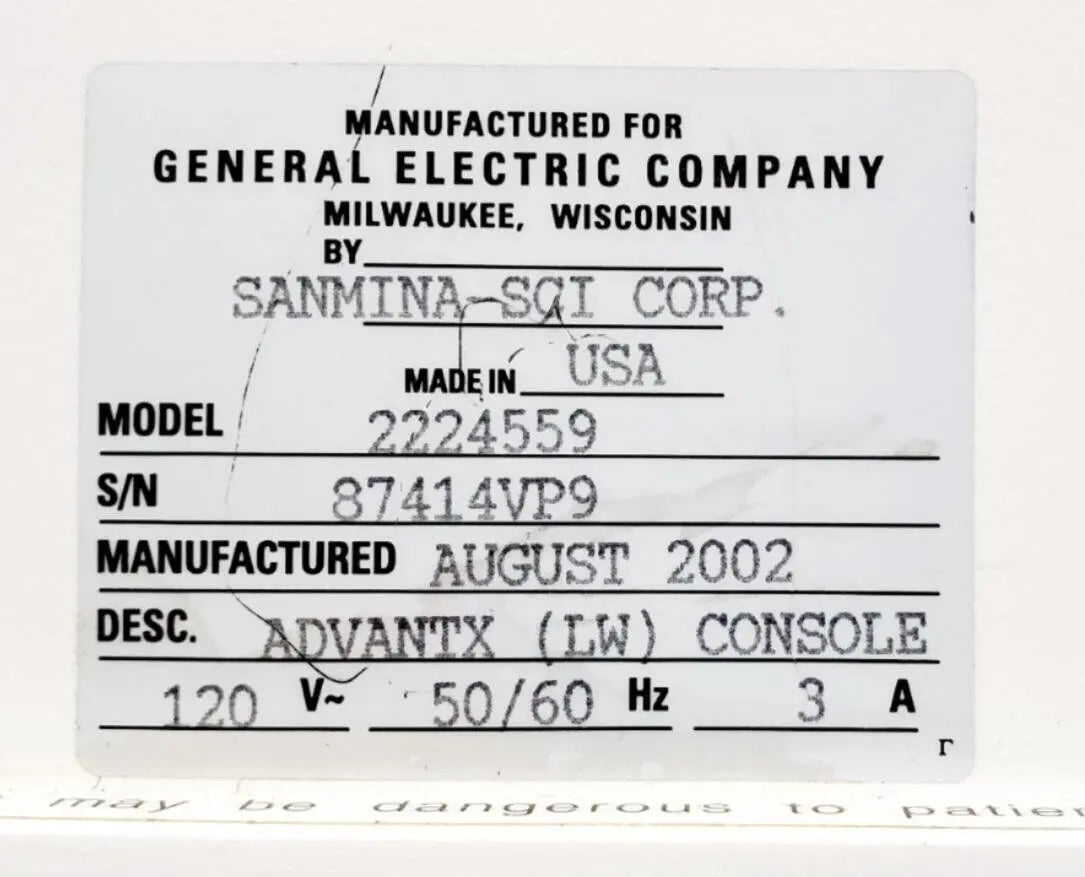 MANUFACTURED FOR
GENERAL ELECTRIC COMPANY
MILWAUKEE, WISCONSIN
BY
SANMINA-SCI CORP.
MADE IN USA
MODEL 2224559
S/N 87414VP9
MANUFACTURED AUGUST 2002
DESC. ADVANTX (LW) CONSOLE
120 V~ 50/60 Hz 3 A
may be dangerous to